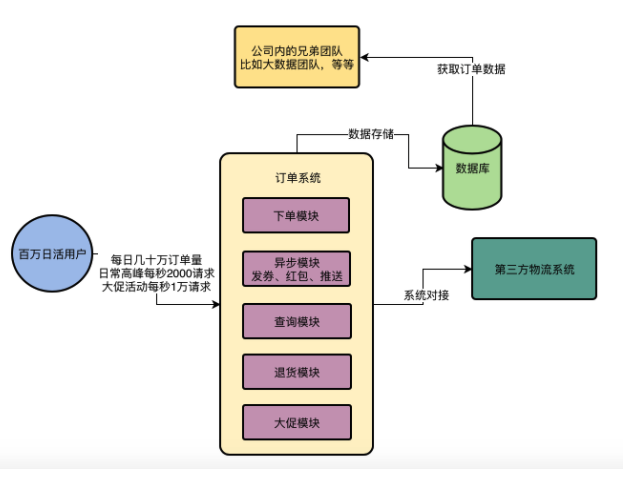 公司内的兄弟团队
比如大数据团队，等等
获取订单数据
数据存储
数据库
订单系统
下单模块
百万日活用户
每日几十万订单量
日常高峰每秒2000请求
大促活动每秒1万请求
异步模块
发券、红包、推送
第三方物流系统
系统对接
查询模块
退货模块
大促模块